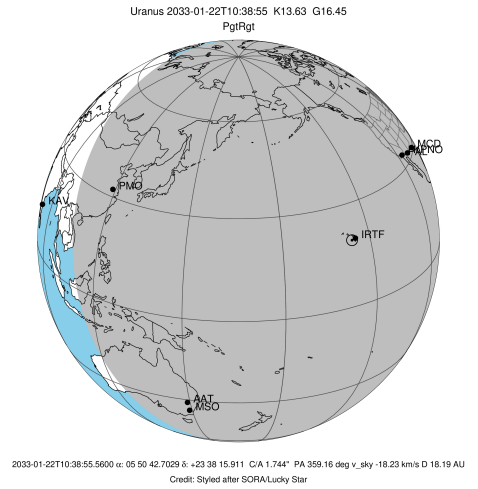 Uranus 2033-01-22T10:38:55 K13.63 G16.45
PgtRgt
MCD
KAV
PMO
IRTF
AAT
MSO
2033-01-22T10:38:55.5600 α: 05 50 42.7029 δ: +23 38 15.911 C/A 1.744" PA 359.16 deg v_sky -18.23 km/s D 18.19 AU
Credit: Styled after SORA/Lucky Star